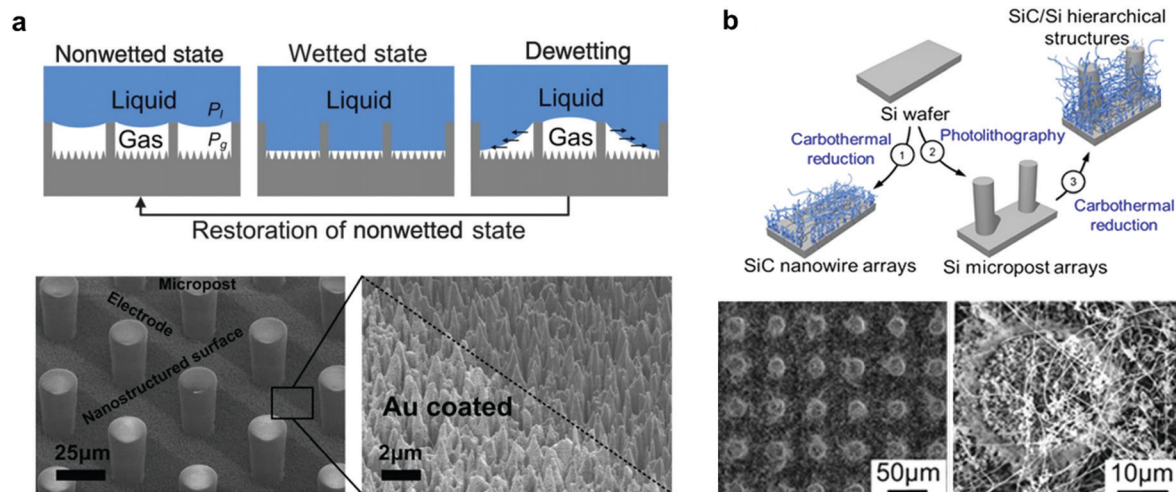 a
Nonwetted state
Wetted state
Dewetting
Liquid
Pl
Gas
Pg
Liquid
Liquid
Gas
Restoration of nonwetted state
Micropost
Electrode
Nanostructured surface
25μm
Au coated
2μm
b
SiC/Si hierarchical
structures
Si wafer
Carbothermal
reduction
1
2
Photolithography
3
Carbothermal
reduction
SiC nanowire arrays
Si micropost arrays
50μm
10μm